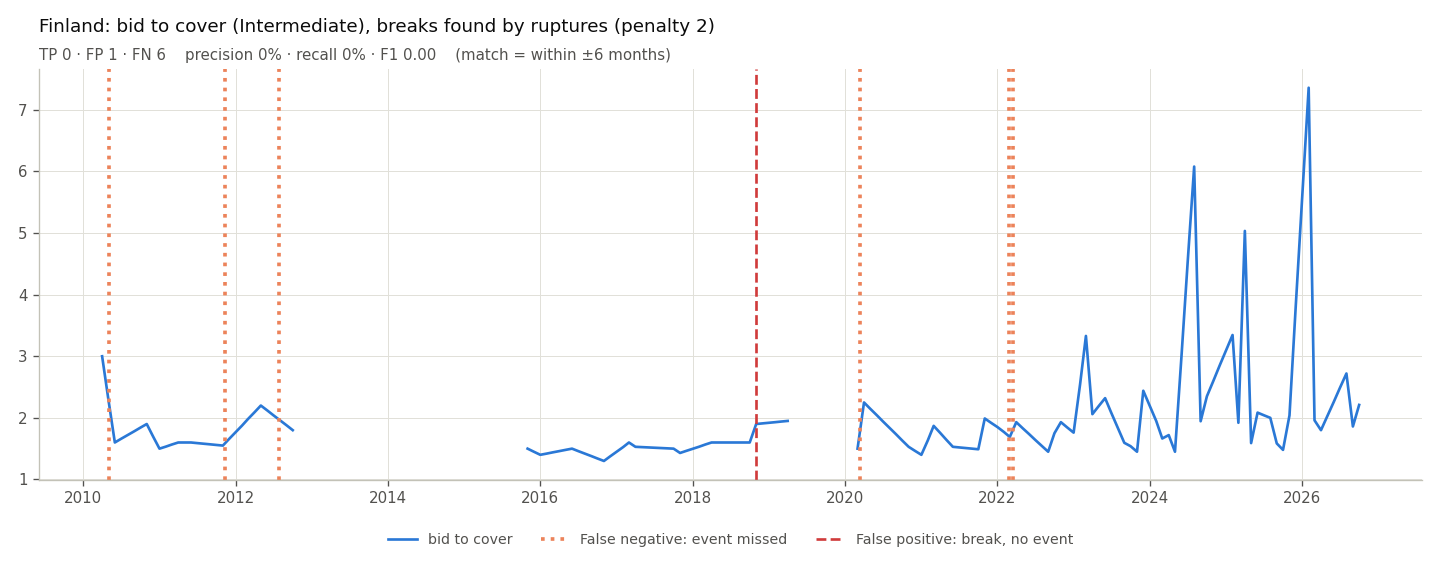 Finland: bid to cover (Intermediate), breaks found by ruptures (penalty 2)
TP 0 · FP 1 · FN 6 precision 0% · recall 0% · F1 0.00 (match = within ±6 months)
7
6
5
4
3
2
1
2010 2012 2014 2016 2018 2020 2022 2024 2026
bid to cover False negative: event missed False positive: break, no event